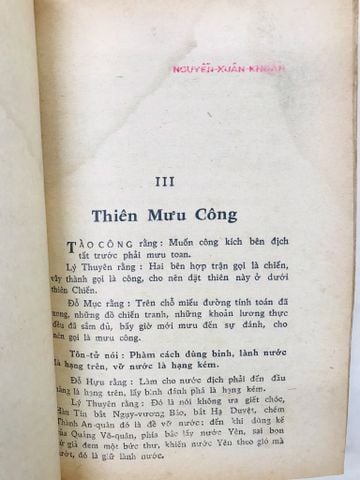 NGUYỄN-XUÂN-KHOAN
III
Thiên Mưu Công
TÀO CÔNG rằng : Muốn công kích bên địch
tất trước phải mưu toan.
Lý Thuyên rằng : Hai bên hợp trận gọi là chiến,
vây thành gọi là công, cho nên đặt thiên này ở dưới
thiên Chiến.
Đỗ Mục rằng : Trên chỗ miếu đường tính toán đã
xong, những đồ chiến tranh, những khoản lương thực
đều đã sắm đủ, bấy giờ mới mưu đến sự đánh, cho
nên gọi là mưu công.
Tôn-tử nói : Phàm cách dùng binh, lành nước
là hạng trên, vỡ nước là hạng kém.
Đỗ Hựu rằng : Làm cho nước địch phải đến đầu
hàng là hạng trên, lấy binh đánh phá là hạng kém.
Lý Thuyên rằng : Đó là nói không ưa giết chóc,
Hàn Tín bắt Ngụy-vương Báo, bắt Hạ Duyệt, chém
Thành An-quân đó là đề vỡ nước : đến khi dùng kế
của Quảng Võ-quân, phía bắc lấy nước Yên, sai bọn
sứ giả đem một bức thư, khiến nước Yên theo gió mà
lướt, đó là giữ lành nước.